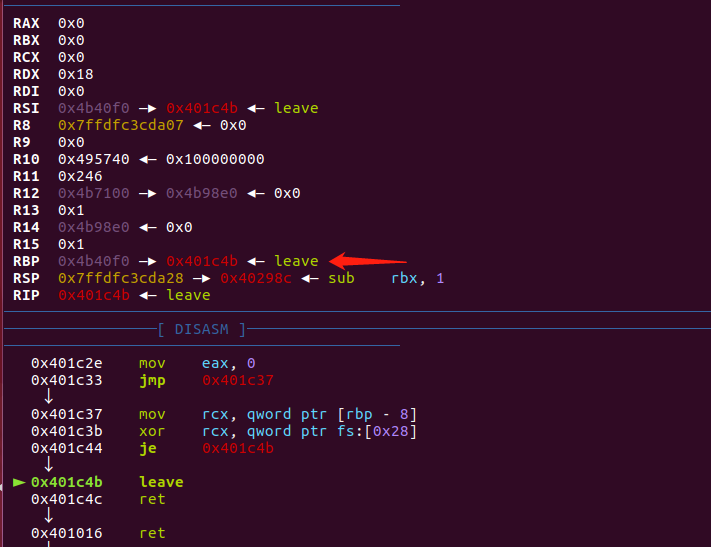 RAX 0x0
RBX 0x0
RCX 0x0
RDX 0x18
RDI 0x0
RSI 0x4b40f0 —▸ 0x401c4b ◂— leave
R8 0x7ffdfc3cda07 ◂— 0x0
R9 0x0
R10 0x495740 ◂— 0x100000000
R11 0x246
R12 0x4b7100 —▸ 0x4b98e0 ◂— 0x0
R13 0x1
R14 0x4b98e0 ◂— 0x0
R15 0x1
RBP 0x4b40f0 —▸ 0x401c4b ◂— leave
RSP 0x7ffdfc3cda28 —▸ 0x40298c ◂— sub rbx, 1
RIP 0x401c4b ◂— leave
[ DISASM ]
0x401c2e mov eax, 0
0x401c33 jmp 0x401c37
↓
0x401c37 mov rcx, qword ptr [rbp - 8]
0x401c3b xor rcx, qword ptr fs:[0x28]
0x401c44 je 0x401c4b
↓
► 0x401c4b leave
0x401c4c ret
↓
0x401016 ret
↓